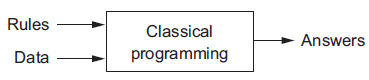 Rules
Data
Classical
programming
Answers